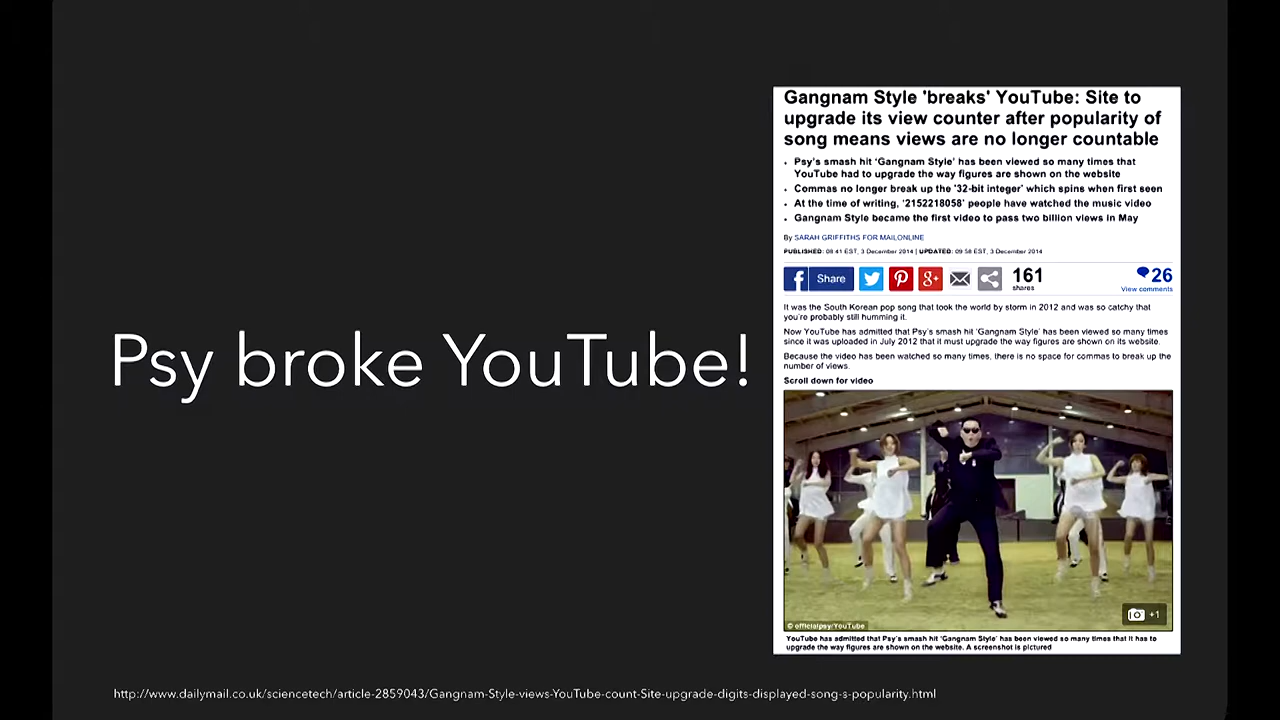 Psy broke YouTube!
Gangnam Style 'breaks' YouTube: Site to
upgrade its view counter after popularity of
song means views are no longer countable
• Psy's smash hit 'Gangnam Style' has been viewed so many times that
YouTube had to upgrade the way figures are shown on the website
• Commas no longer break up the '32-bit integer' which spins when first seen
• At the time of writing, '2152218058' people have watched the music video
• Gangnam Style became the first video to pass two billion views in May
By SARAH GRIFFITHS FOR MAILONLINE
PUBLISHED: 08:41 EST, 3 December 2014 | UPDATED: 09:58 EST, 3 December 2014
f Share
g+
161
shares
26
View comments
It was the South Korean pop song that took the world by storm in 2012 and was so catchy that
you're probably still humming it.
Now YouTube has admitted that Psy's smash hit 'Gangnam Style' has been viewed so many times
since it was uploaded in July 2012 that it must upgrade the way figures are shown on its website.
Because the video has been watched so many times, there is no space for commas to break up the
number of views.
Scroll down for video
+1
© officialpsy/YouTube
YouTube has admitted that Psy's smash hit 'Gangnam Style' has been viewed so many times that it has to
upgrade the way figures are shown on the website. A screenshot is pictured
http://www.dailymail.co.uk/sciencetech/article-2859043/Gangnam-Style-views-YouTube-count-Site-upgrade-digits-displayed-song-s-popularity.html